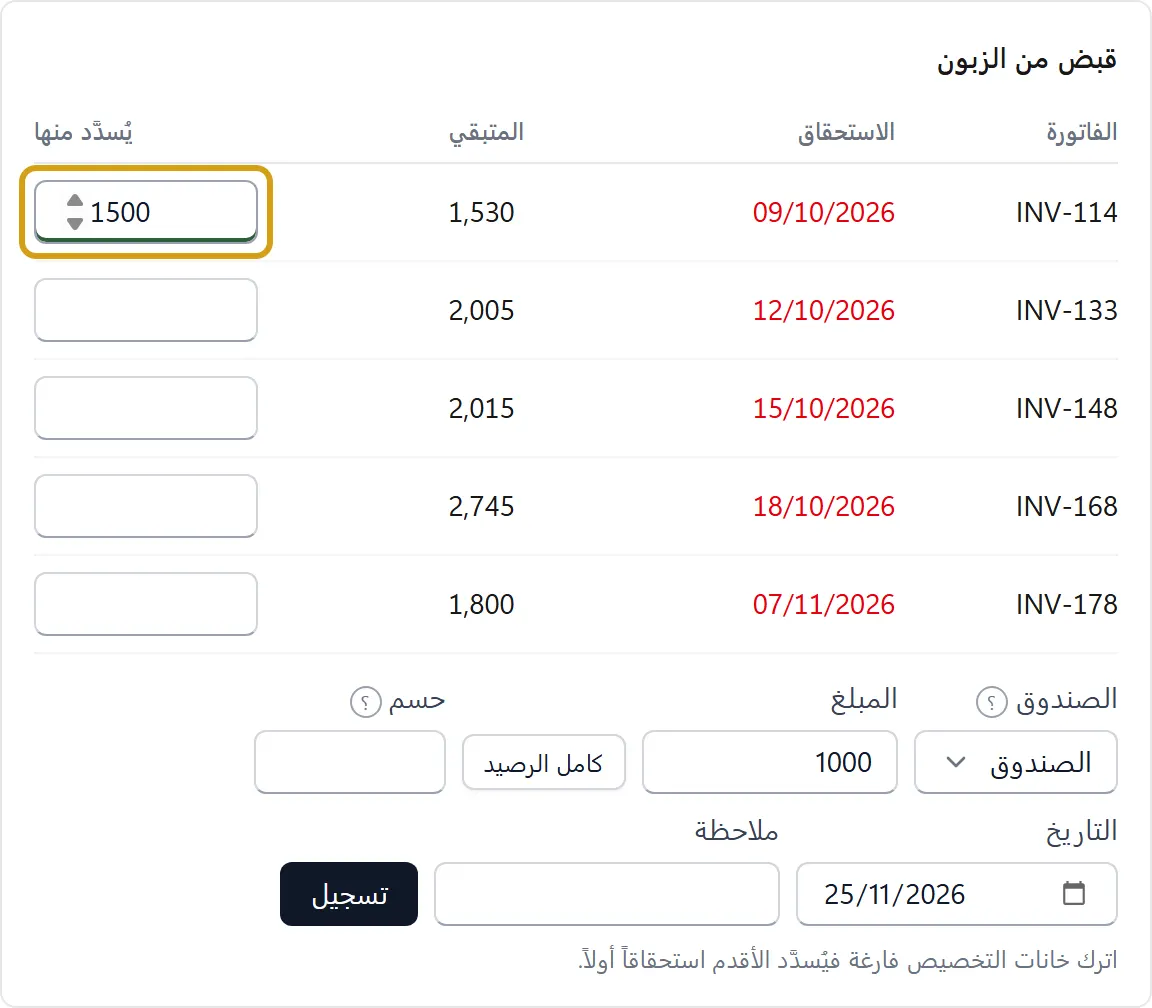 قبض من الزبون
الفاتورة الاستحقاق المتبقي يُسدَّد منها
INV-114 09/10/2026 1,530 1500
INV-133 12/10/2026 2,005
INV-148 15/10/2026 2,015
INV-168 18/10/2026 2,745
INV-178 07/11/2026 1,800
الصندوق ؟ المبلغ حسم ؟
الصندوق 1000 كامل الرصيد
التاريخ ملاحظة
25/11/2026 تسجيل
اترك خانات التخصيص فارغة فيُسدَّد الأقدم استحقاقاً أولاً.